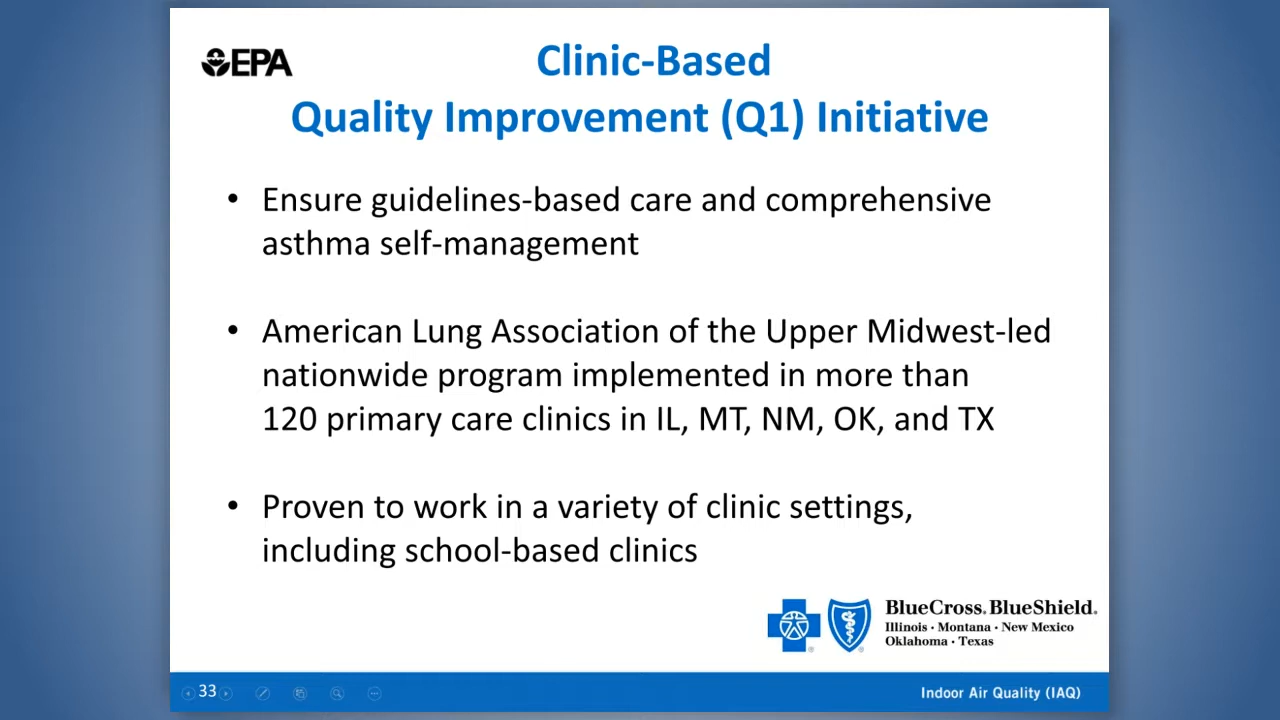 EPA
Clinic-Based
Quality Improvement (Q1) Initiative
• Ensure guidelines-based care and comprehensive
asthma self-management
• American Lung Association of the Upper Midwest-led
nationwide program implemented in more than
120 primary care clinics in IL, MT, NM, OK, and TX
• Proven to work in a variety of clinic settings,
including school-based clinics
BlueCross® BlueShield®
Illinois · Montana · New Mexico
Oklahoma · Texas
33
Indoor Air Quality (IAQ)